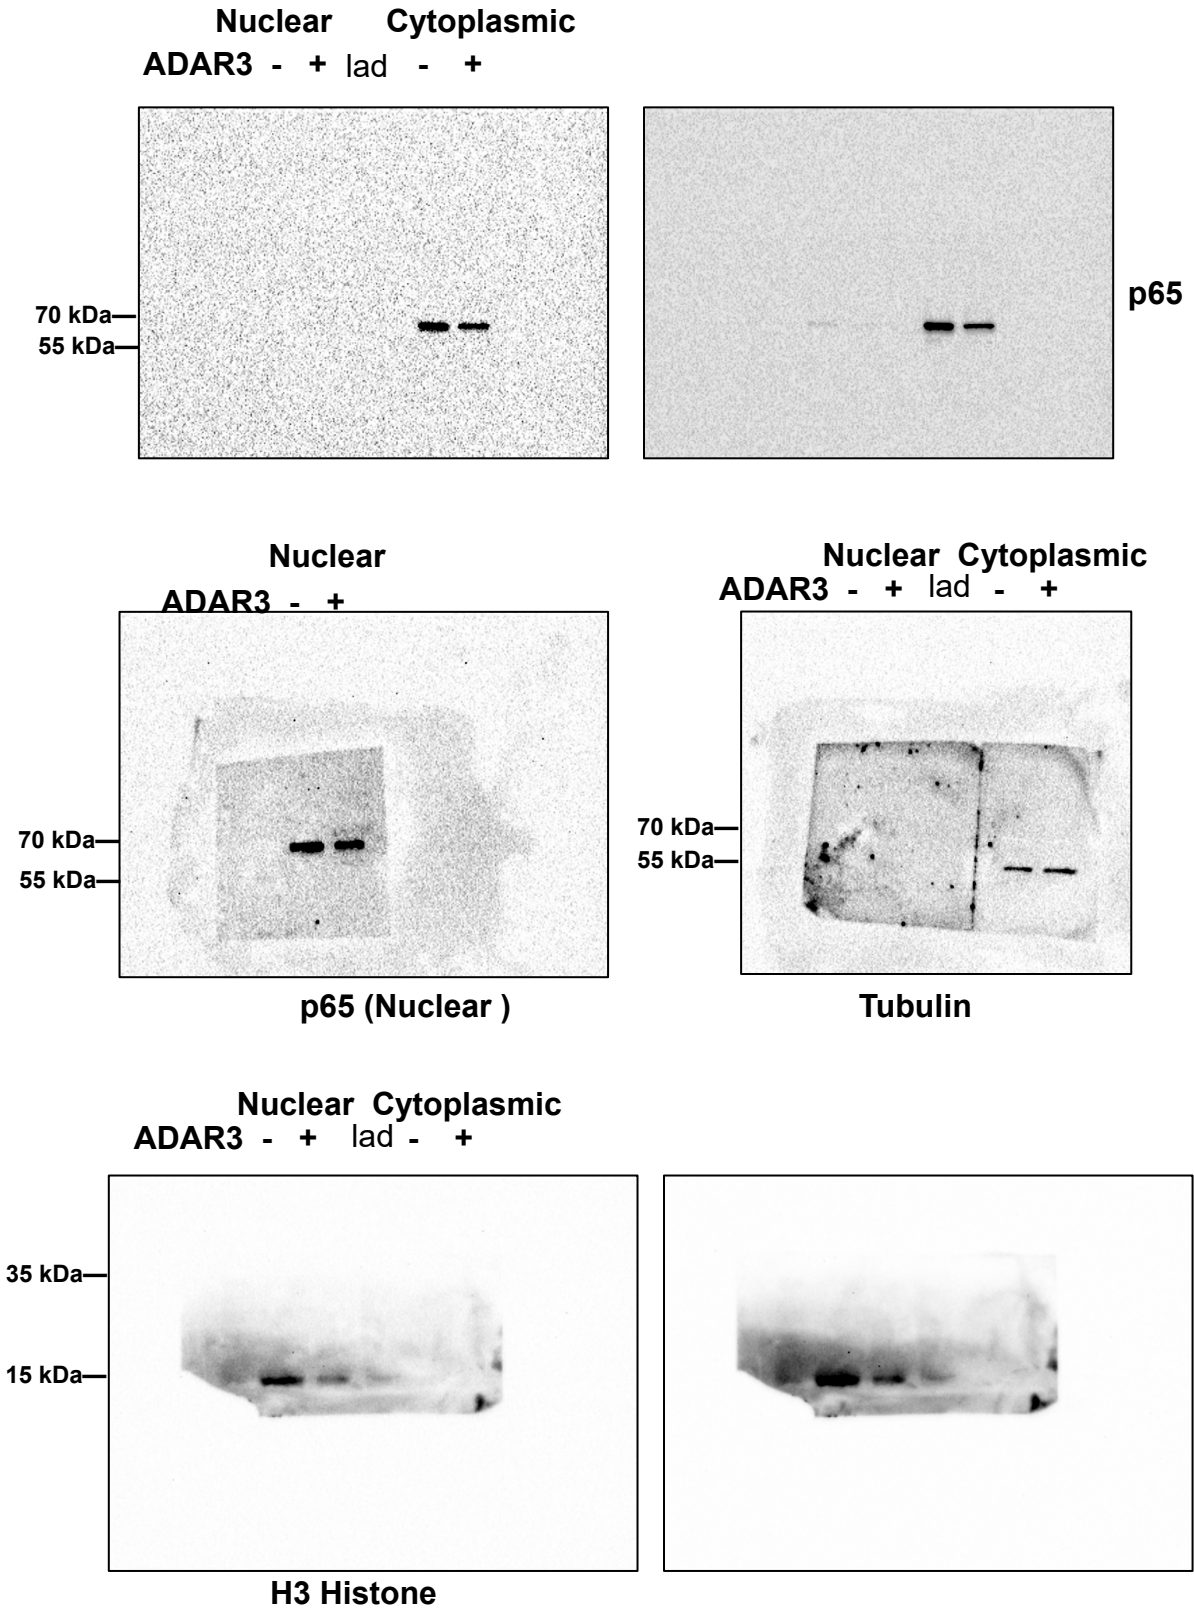 Nuclear Cytoplasmic
ADAR3 - + lad - +
p65
70 kDa
55 kDa
Nuclear
ADAR3 - +
70 kDa
55 kDa
p65 (Nuclear )
Nuclear Cytoplasmic
ADAR3 - + lad - +
70 kDa
55 kDa
Tubulin
Nuclear Cytoplasmic
ADAR3 - + lad - +
35 kDa
15 kDa
H3 Histone